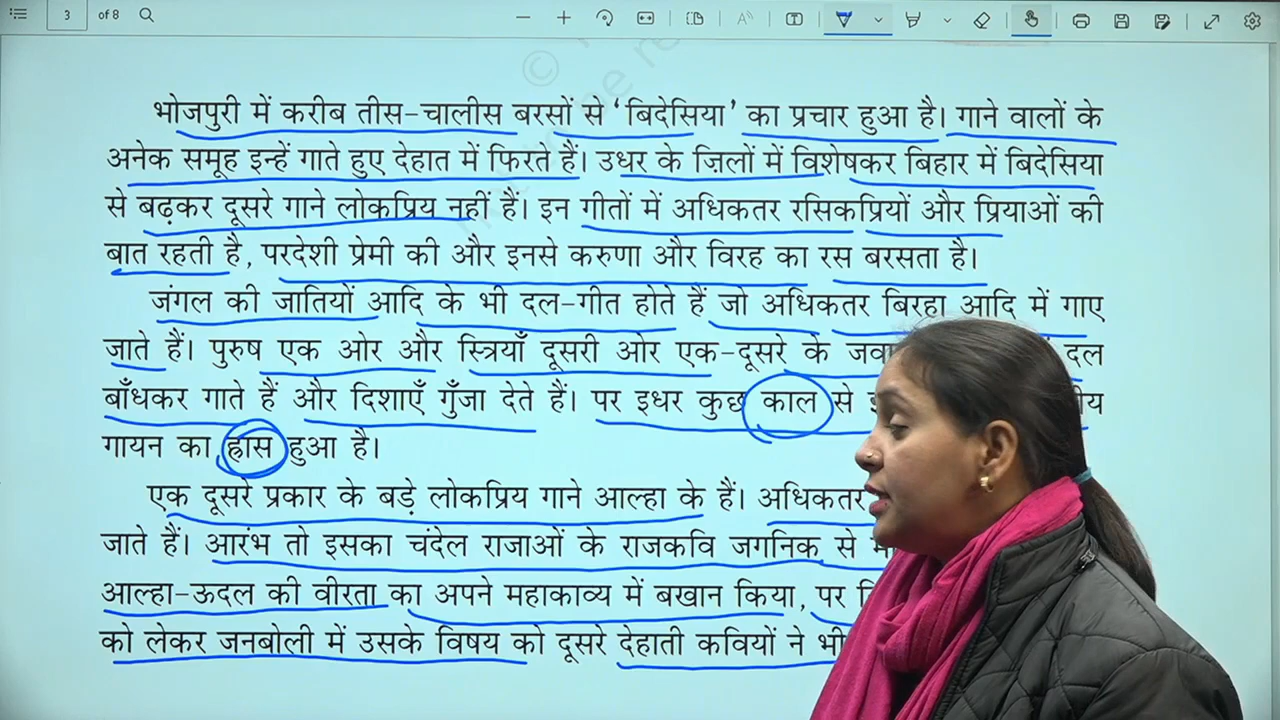 3 of 8
भोजपुरी में करीब तीस-चालीस बरसों से ‘बिदेसिया’ का प्रचार हुआ है। गाने वालों के
अनेक समूह इन्हें गाते हुए देहात में फिरते हैं। उधर के ज़िलों में विशेषकर बिहार में बिदेसिया
से बढ़कर दूसरे गाने लोकप्रिय नहीं हैं। इन गीतों में अधिकतर रसिकप्रियों और प्रियाओं की
बात रहती है, परदेशी प्रेमी की और इनसे करुणा और विरह का रस बरसता है।
जंगल की जातियों आदि के भी दल-गीत होते हैं जो अधिकतर बिरहा आदि में गाए
जाते हैं। पुरुष एक ओर और स्त्रियाँ दूसरी ओर एक-दूसरे के दल
बाँधकर गाते हैं और दिशाएँ गुँजा देते हैं। पर इधर कुछ काल से
गायन का ह्रास हुआ है।
एक दूसरे प्रकार के बड़े लोकप्रिय गाने आल्हा के हैं। अधिकतर
जाते हैं। आरंभ तो इसका चंदेल राजाओं के राजकवि जगनिक से
आल्हा-ऊदल की वीरता का अपने महाकाव्य में बखान किया, पर
को लेकर जनबोली में उसके विषय को दूसरे देहाती कवियों ने भी